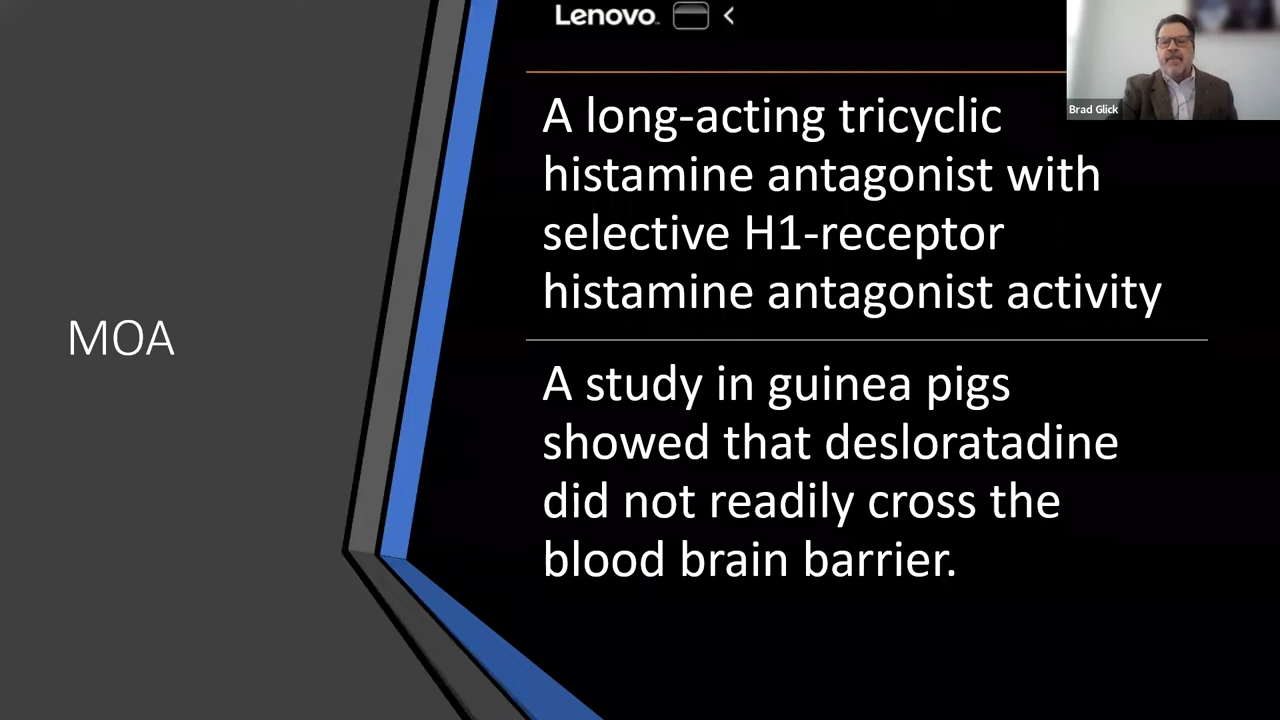 Lenovo
Brad Glick
MOA
A long-acting tricyclic
histamine antagonist with
selective H1-receptor
histamine antagonist activity
A study in guinea pigs
showed that desloratadine
did not readily cross the
blood brain barrier.